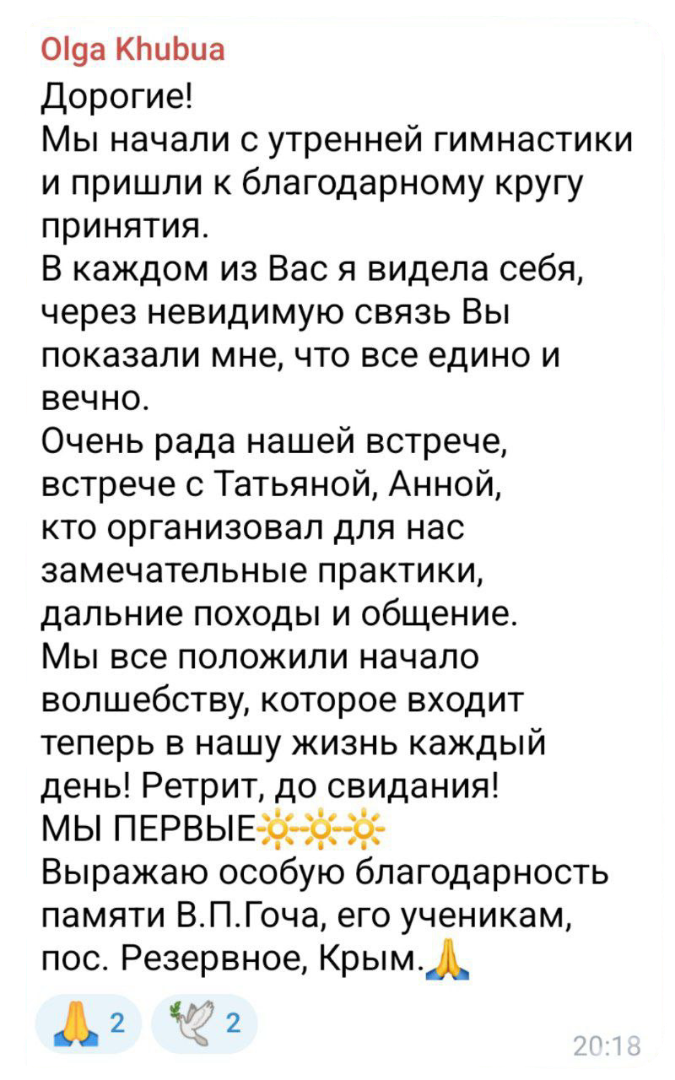 Olga Khubua
Дорогие!
Мы начали с утренней гимнастики
и пришли к благодарному кругу
принятия.
В каждом из Вас я видела себя,
через невидимую связь Вы
показали мне, что все едино и
вечно.
Очень рада нашей встрече,
встрече с Татьяной, Анной,
кто организовал для нас
замечательные практики,
дальние походы и общение.
Мы все положили начало
волшебству, которое входит
теперь в нашу жизнь каждый
день! Ретрит, до свидания!
МЫ ПЕРВЫЕ🔆🔆🔆
Выражаю особую благодарность
памяти В.П.Гоча, его ученикам,
пос. Резервное, Крым.🙏
🙏 2 🕊 2
20:18